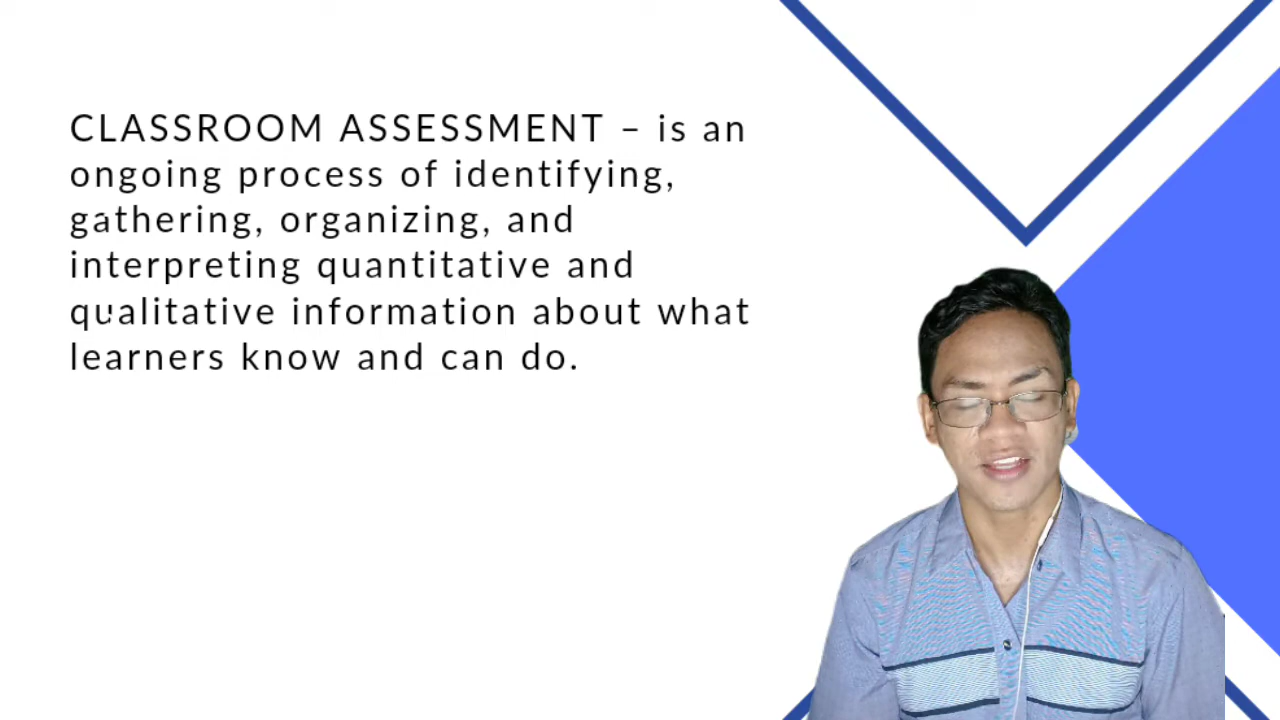 CLASSROOM ASSESSMENT – is an
ongoing process of identifying,
gathering, organizing, and
interpreting quantitative and
qualitative information about what
learners know and can do.